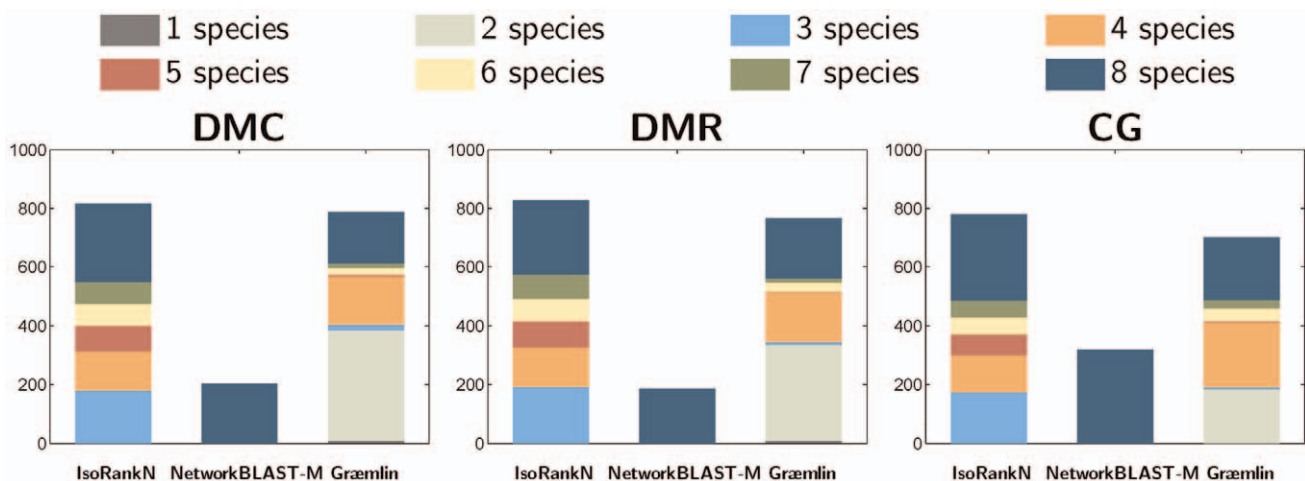 1 species 2 species 3 species 4 species
5 species 6 species 7 species 8 species
DMC DMR CG
1000 1000 1000
800 800 800
600 600 600
400 400 400
200 200 200
0 0 0
IsoRankN NetworkBLAST-M Græmlin IsoRankN NetworkBLAST-M Græmlin IsoRankN NetworkBLAST-M Græmlin